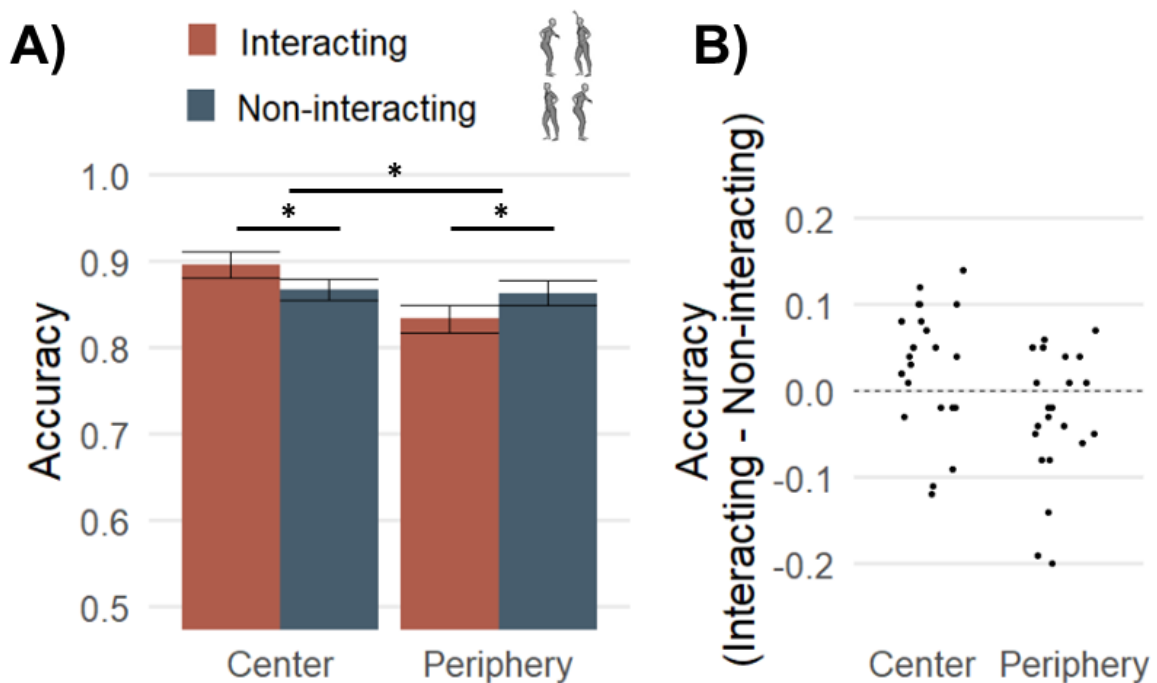 A)
Interacting
Non-interacting
*
*
*
1.0
0.9
0.8
0.7
0.6
0.5
Accuracy
Center
Periphery
B)
Accuracy
(Interacting - Non-interacting)
0.2
0.1
0.0
-0.1
-0.2
Center
Periphery